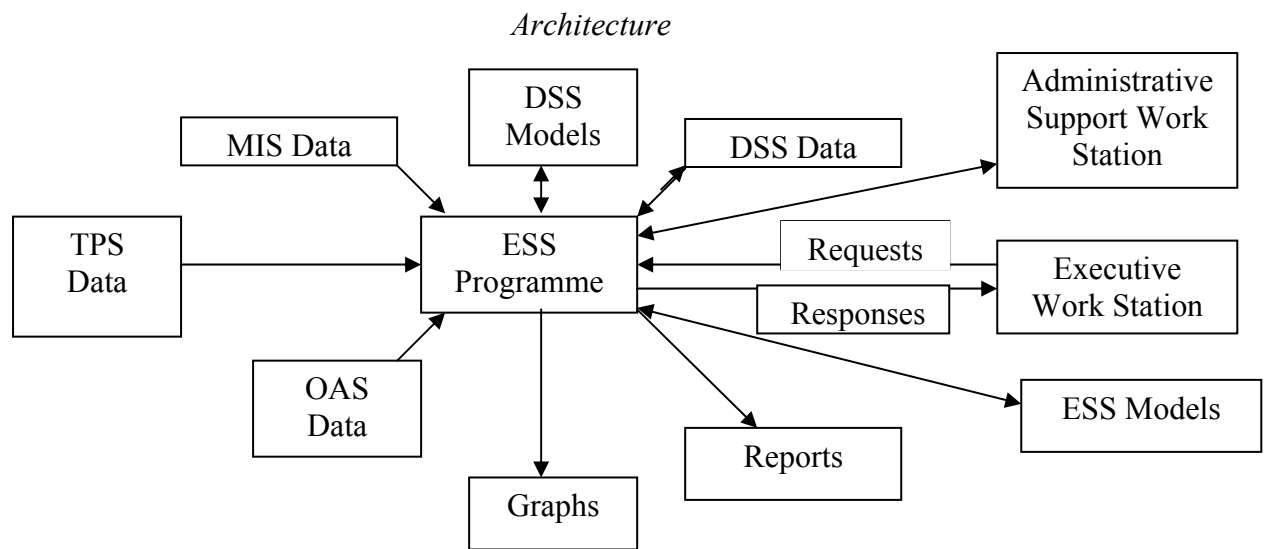 Architecture
DSS
Models
Administrative
Support Work
Station
MIS Data
DSS Data
TPS
Data
ESS
Programme
Requests
Responses
Executive
Work Station
OAS
Data
ESS Models
Reports
Graphs